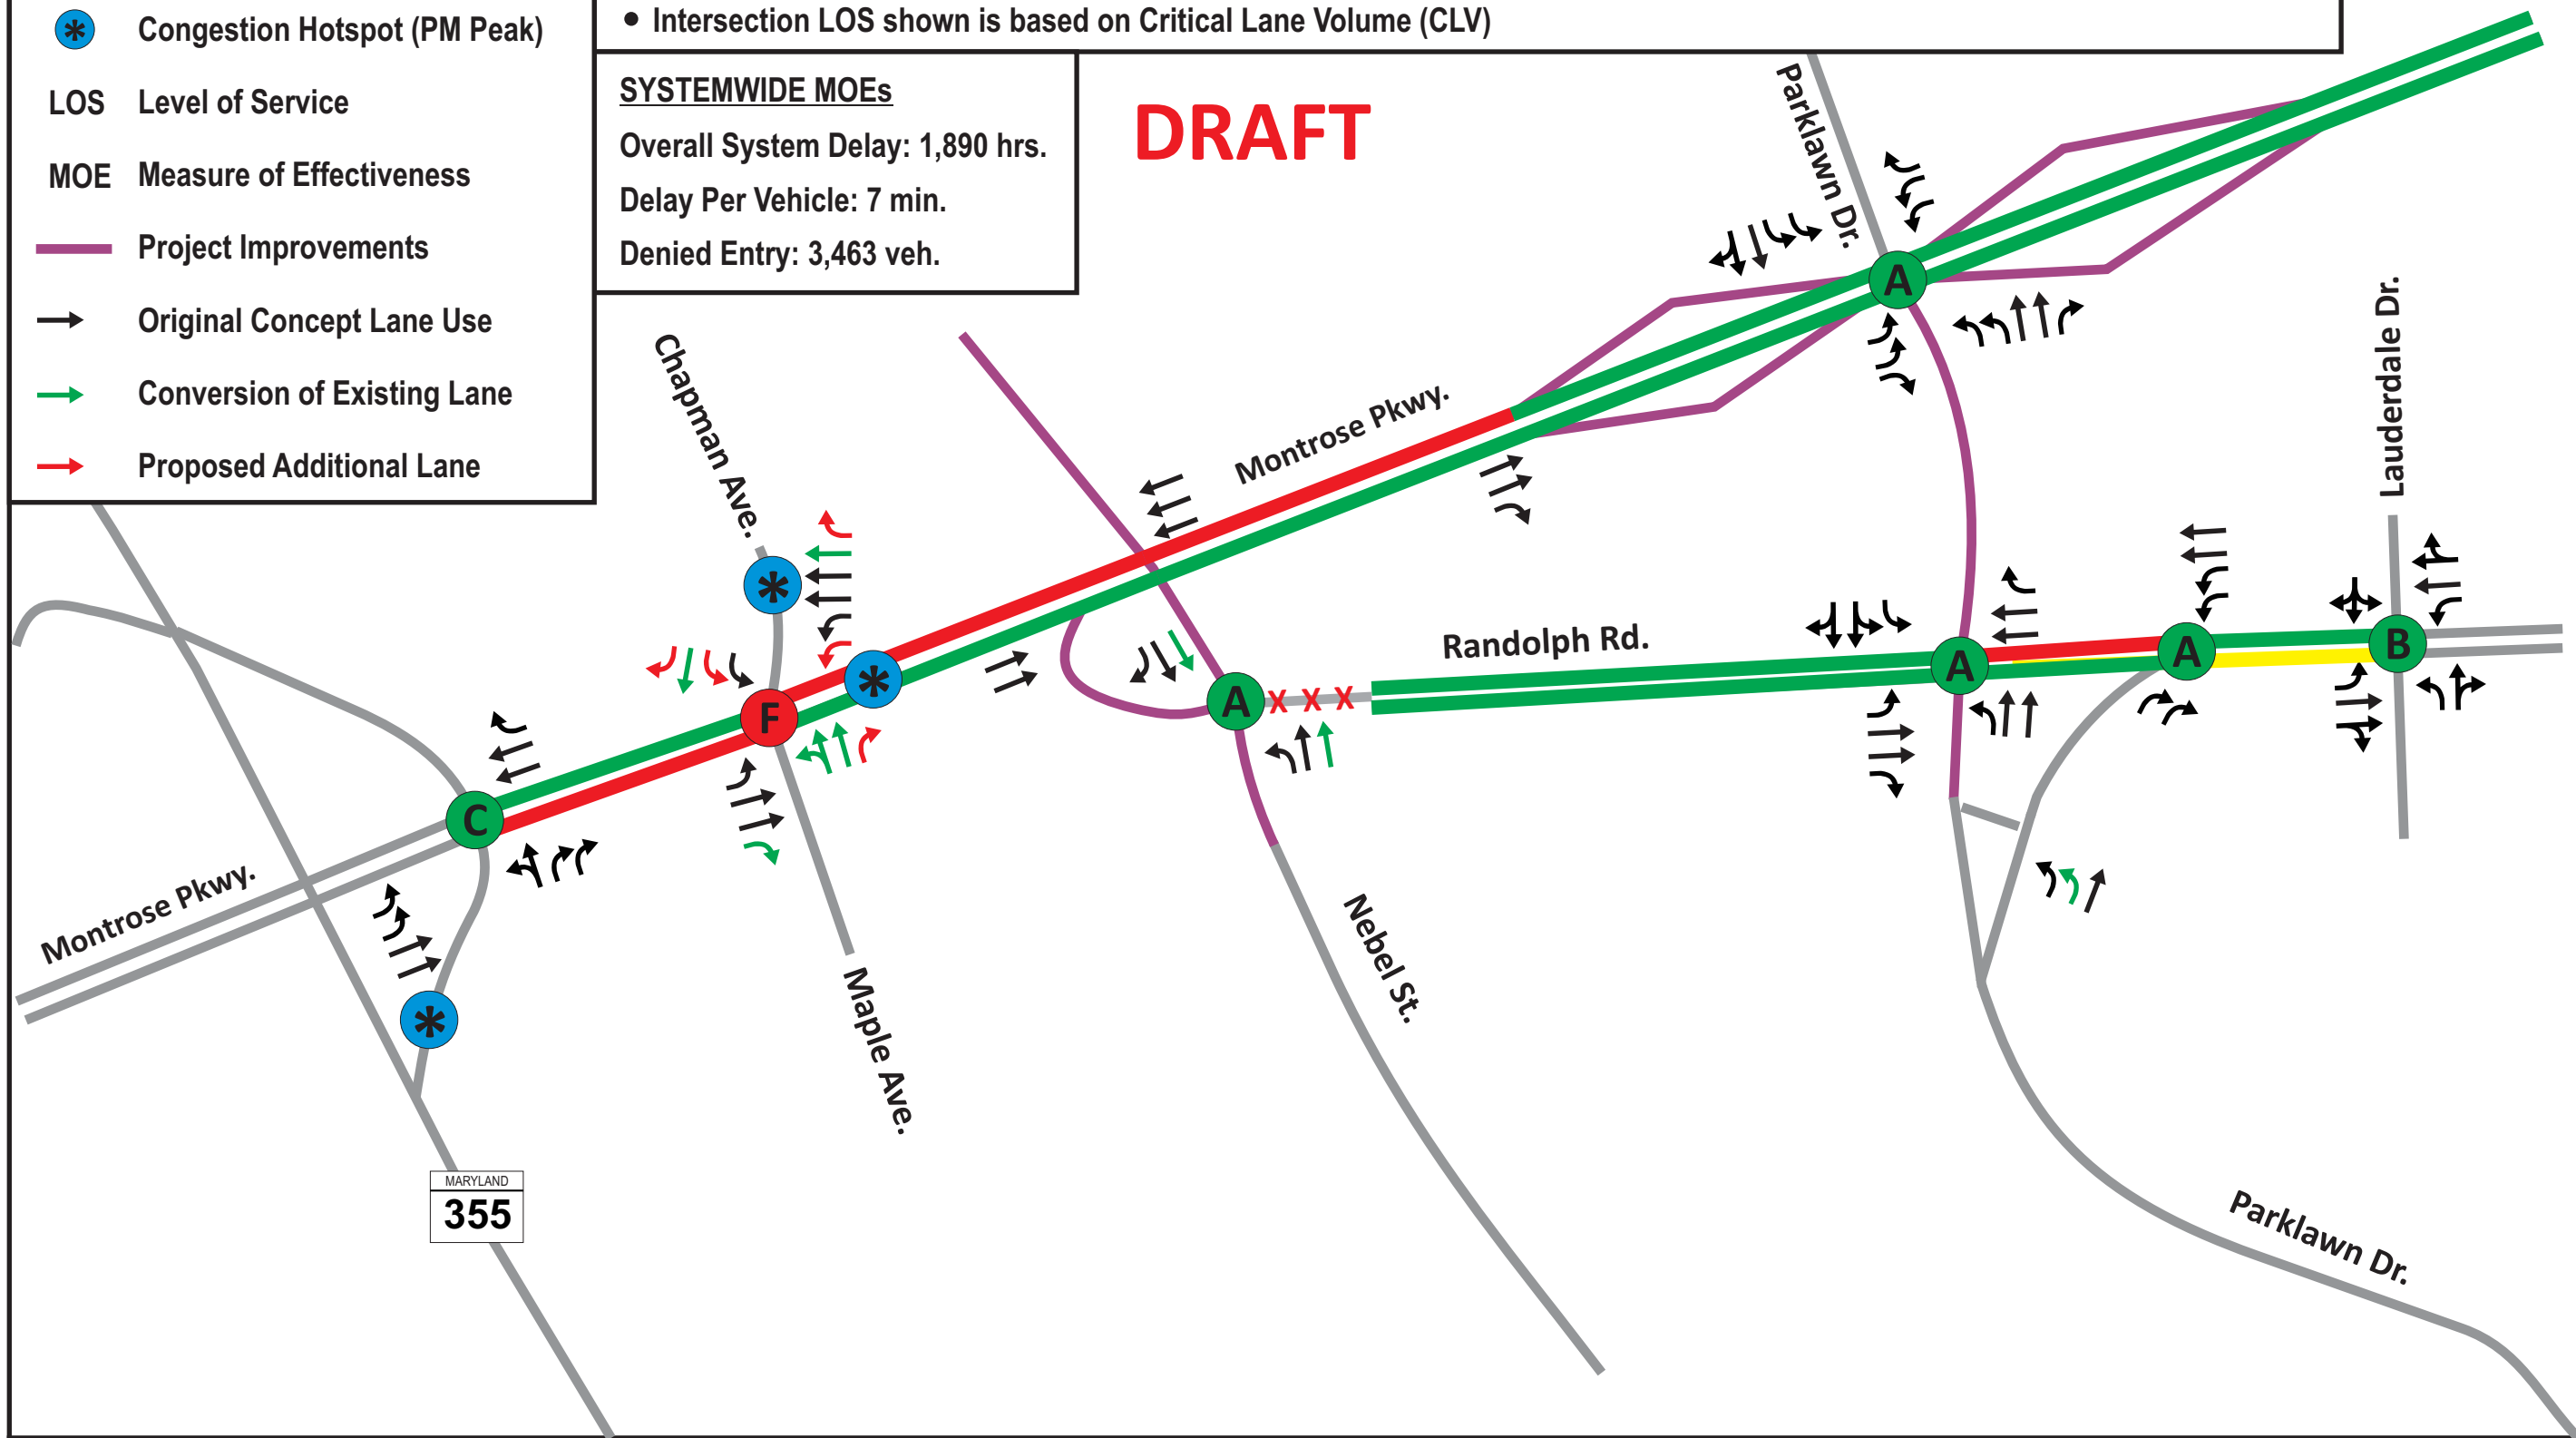 * Congestion Hotspot (PM Peak)
LOS Level of Service
MOE Measure of Effectiveness
Project Improvements
Original Concept Lane Use
Conversion of Existing Lane
Proposed Additional Lane
• Intersection LOS shown is based on Critical Lane Volume (CLV)
SYSTEMWIDE MOEs
Overall System Delay: 1,890 hrs.
Delay Per Vehicle: 7 min.
Denied Entry: 3,463 veh.
DRAFT
Parklawn Dr.
A
Lauderdale Dr.
Chapman Ave.
Montrose Pkwy.
*
*
F
A
X X X
Randolph Rd.
A
A
B
C
Montrose Pkwy.
*
Maple Ave.
Nebel St.
MARYLAND
355
Parklawn Dr.